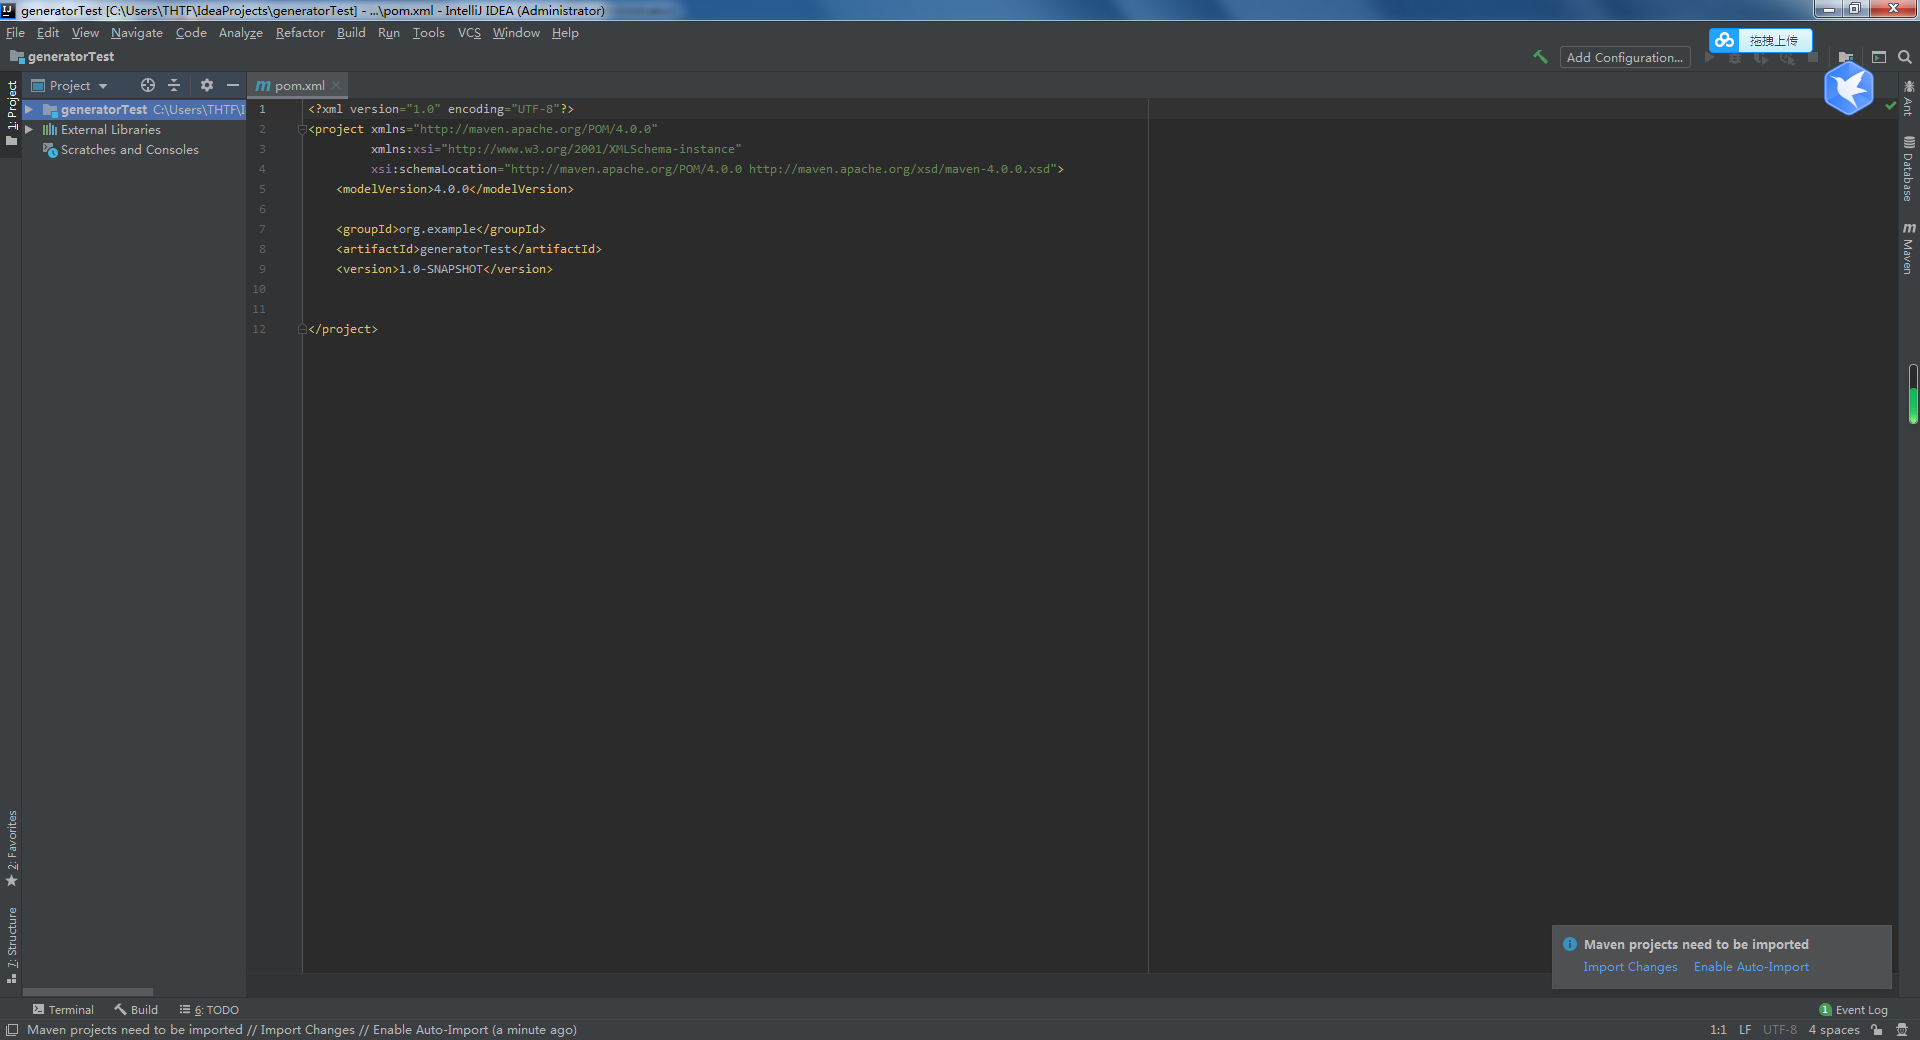 generatorTest [C:\Users\THTF\IdeaProjects\generatorTest] - ...\pom.xml - IntelliJ IDEA (Administrator)
File Edit View Navigate Code Analyze Refactor Build Run Tools VCS Window Help
拖拽上传
generatorTest
Add Configuration...
1: Project
Project
pom.xml
generatorTest C:\Users\THTF\I
External Libraries
Scratches and Consoles
1 <?xml version="1.0" encoding="UTF-8"?>
2 <project xmlns="http://maven.apache.org/POM/4.0.0"
3 xmlns:xsi="http://www.w3.org/2001/XMLSchema-instance"
4 xsi:schemaLocation="http://maven.apache.org/POM/4.0.0 http://maven.apache.org/xsd/maven-4.0.0.xsd">
5 <modelVersion>4.0.0</modelVersion>
6
7 <groupId>org.example</groupId>
8 <artifactId>generatorTest</artifactId>
9 <version>1.0-SNAPSHOT</version>
10
11
12 </project>
Ant
Database
Maven
2: Favorites
7: Structure
Maven projects need to be imported
Import Changes Enable Auto-Import
Terminal Build 6: TODO
1 Event Log
Maven projects need to be imported // Import Changes // Enable Auto-Import (a minute ago)
1:1 LF UTF-8 4 spaces